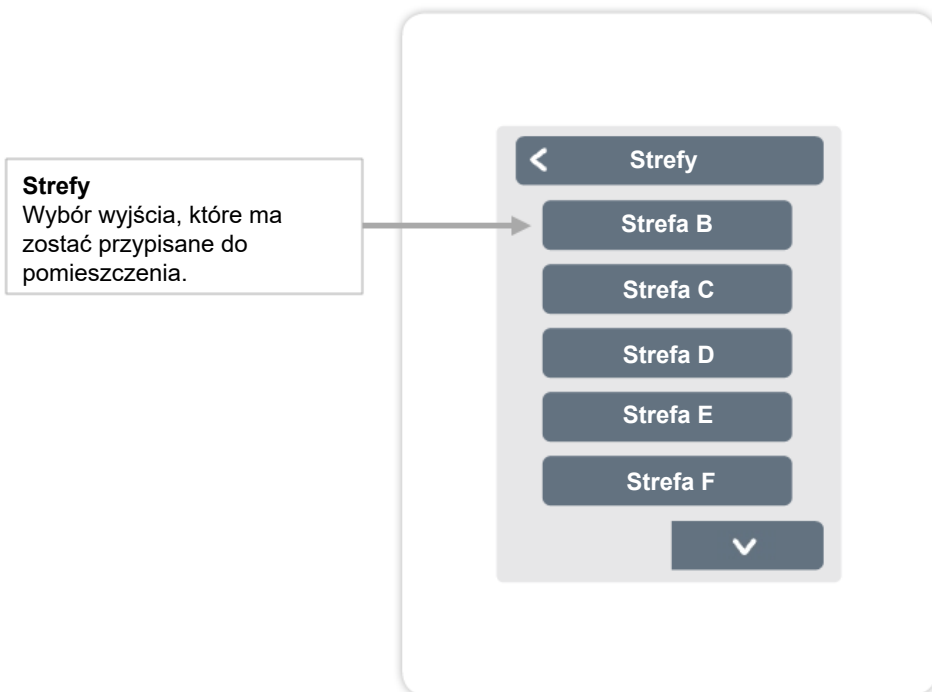 Strefy
Wybór wyjścia, które ma
zostać przypisane do
pomieszczenia.
Strefy
Strefa B
Strefa C
Strefa D
Strefa E
Strefa F